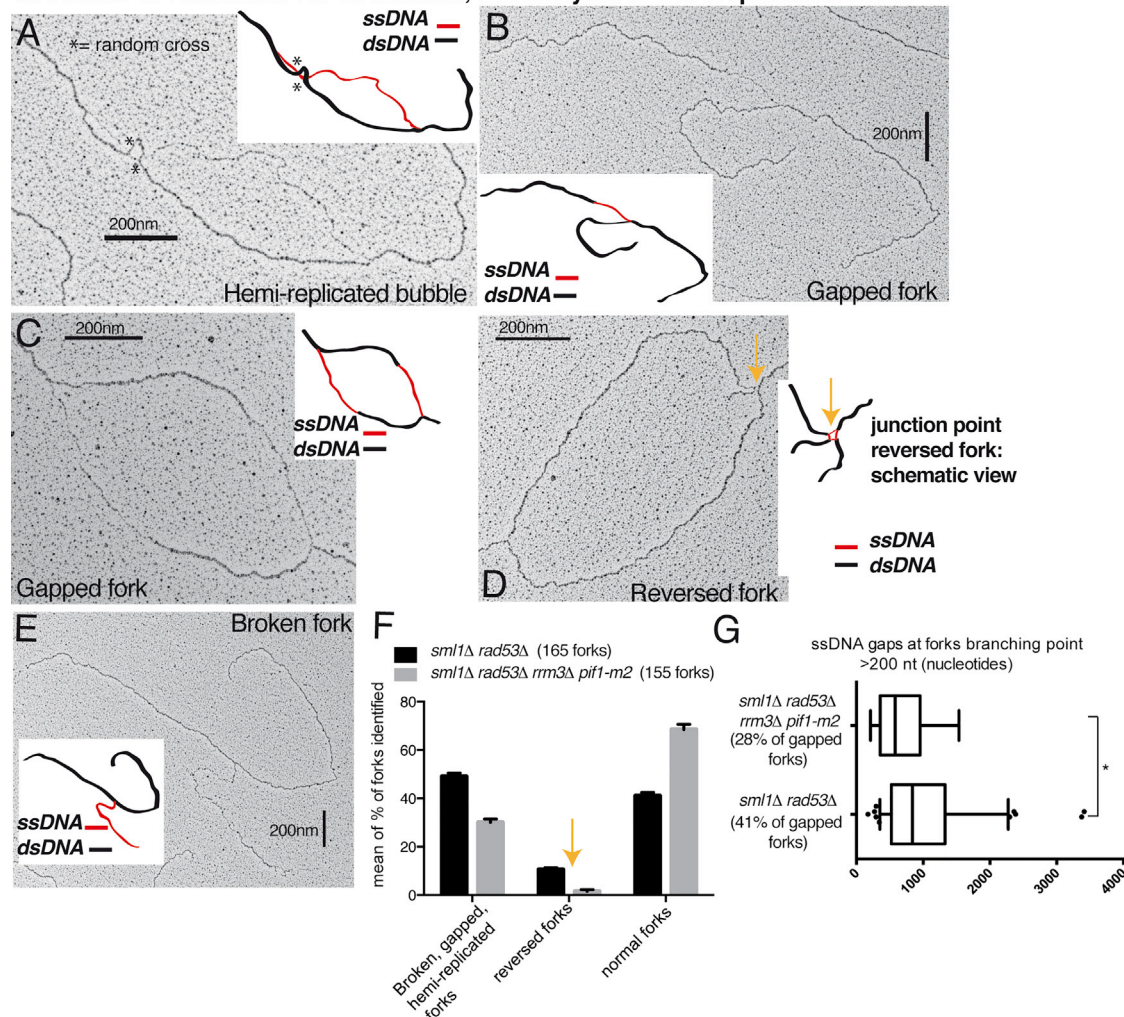 A
*= random cross
ssDNA
dsDNA
*
*
*
*
200nm
Hemi-replicated bubble
B
200nm
ssDNA
dsDNA
Gapped fork
C
200nm
ssDNA
dsDNA
Gapped fork
200nm
D
Reversed fork
junction point
reversed fork:
schematic view
ssDNA
dsDNA
E
Broken fork
ssDNA
dsDNA
200nm
F
sml1Δ rad53Δ (165 forks)
sml1Δ rad53Δ rrm3Δ pif1-m2 (155 forks)
mean of % of forks identified
80
60
40
20
0
Broken, gapped,
hemi-replicated
forks
reversed forks
normal forks
G
ssDNA gaps at forks branching point
>200 nt (nucleotides)
sml1Δ rad53Δ
rrm3Δ pif1-m2
(28% of gapped
forks)
*
sml1Δ rad53Δ
(41% of gapped
forks)
0
1000
2000
3000
4000